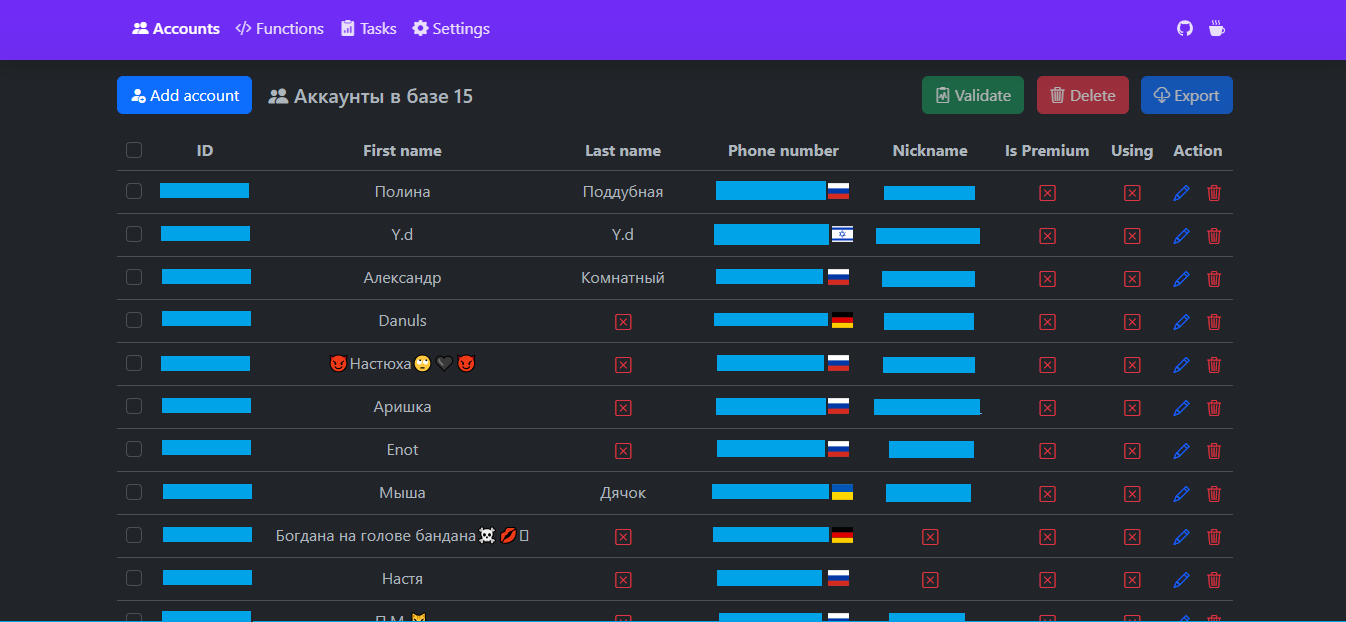 Accounts Functions Tasks Settings
Add account Аккаунты в базе 15 Validate Delete Export
ID First name Last name Phone number Nickname Is Premium Using Action
Полина Поддубная
Y.d Y.d
Александр Комнатный
Danuls
😈Настюха🙄🖤😈
Аришка
Enot
Мыша Дячок
Богдана на голове бандана☠💋
Настя
П.М.